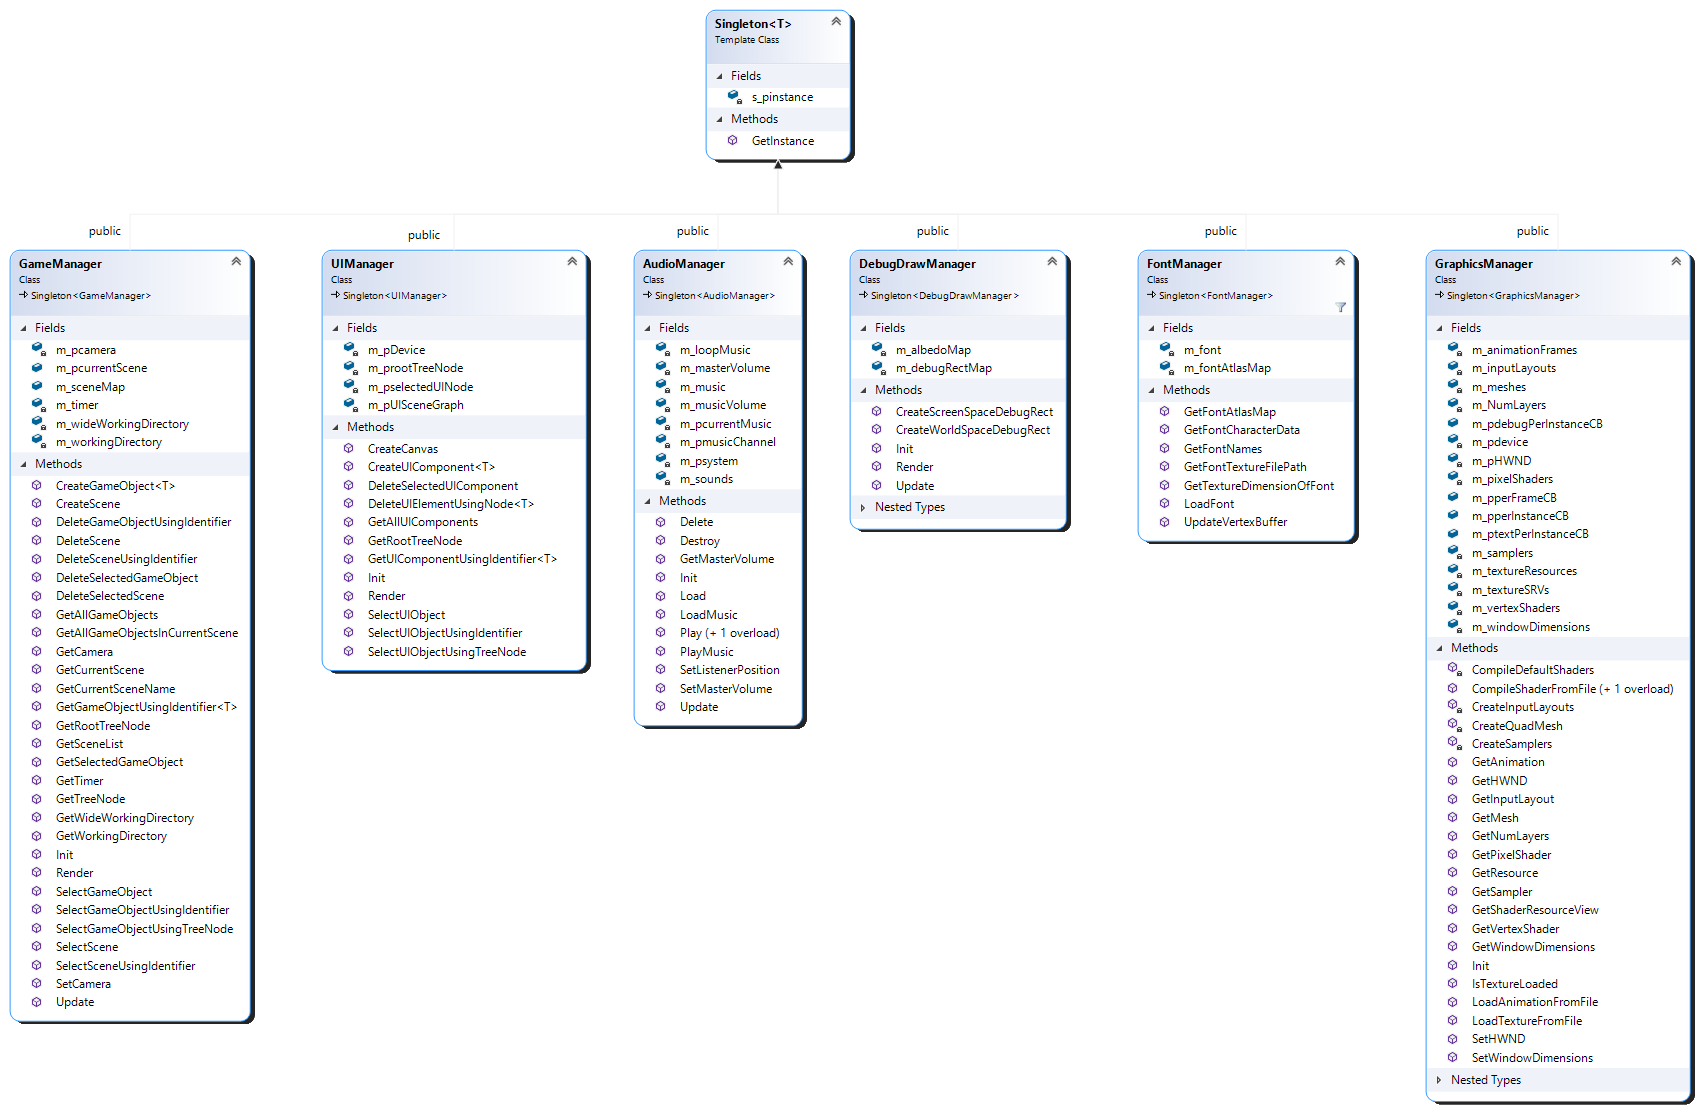 Singleton<T>
Template Class
Fields
s_pinstance
Methods
GetInstance
public
public
public
public
public
public
GameManager
Class
Singleton<GameManager>
Fields
m_pcamera
m_pcurrentScene
m_sceneMap
m_timer
m_wideWorkingDirectory
m_workingDirectory
Methods
CreateGameObject<T>
CreateScene
DeleteGameObjectUsingIdentifier
DeleteScene
DeleteSceneUsingIdentifier
DeleteSelectedGameObject
DeleteSelectedScene
GetAllGameObjects
GetAllGameObjectsInCurrentScene
GetCamera
GetCurrentScene
GetCurrentSceneName
GetGameObjectUsingIdentifier<T>
GetRootTreeNode
GetSceneList
GetSelectedGameObject
GetTimer
GetTreeNode
GetWideWorkingDirectory
GetWorkingDirectory
Init
Render
SelectGameObject
SelectGameObjectUsingIdentifier
SelectGameObjectUsingTreeNode
SelectScene
SelectSceneUsingIdentifier
SetCamera
Update
UIManager
Class
Singleton<UIManager>
Fields
m_pDevice
m_prootTreeNode
m_pselectedUINode
m_pUISceneGraph
Methods
CreateCanvas
CreateUIComponent<T>
DeleteSelectedUIComponent
DeleteUIElementUsingNode<T>
GetAllUIComponents
GetRootTreeNode
GetUIComponentUsingIdentifier<T>
Init
Render
SelectUIObject
SelectUIObjectUsingIdentifier
SelectUIObjectUsingTreeNode
AudioManager
Class
Singleton<AudioManager>
Fields
m_loopMusic
m_masterVolume
m_music
m_musicVolume
m_pcurrentMusic
m_pmusicChannel
m_psystem
m_sounds
Methods
Delete
Destroy
GetMasterVolume
Init
Load
LoadMusic
Play (+ 1 overload)
PlayMusic
SetListenerPosition
SetMasterVolume
Update
DebugDrawManager
Class
Singleton<DebugDrawManager>
Fields
m_albedoMap
m_debugRectMap
Methods
CreateScreenSpaceDebugRect
CreateWorldSpaceDebugRect
Init
Render
Update
Nested Types
FontManager
Class
Singleton<FontManager>
Fields
m_font
m_fontAtlasMap
Methods
GetFontAtlasMap
GetFontCharacterData
GetFontNames
GetFontTextureFilePath
GetTextureDimensionOfFont
LoadFont
UpdateVertexBuffer
GraphicsManager
Class
Singleton<GraphicsManager>
Fields
m_animationFrames
m_inputLayouts
m_meshes
m_NumLayers
m_pdebugPerInstanceCB
m_pdevice
m_pHWND
m_pixelShaders
m_pperFrameCB
m_pperInstanceCB
m_ptextPerInstanceCB
m_samplers
m_textureResources
m_textureSRVs
m_vertexShaders
m_windowDimensions
Methods
CompileDefaultShaders
CompileShaderFromFile (+ 1 overload)
CreateInputLayouts
CreateQuadMesh
CreateSamplers
GetAnimation
GetHWND
GetInputLayout
GetMesh
GetNumLayers
GetPixelShader
GetResource
GetSampler
GetShaderResourceView
GetVertexShader
GetWindowDimensions
Init
IsTextureLoaded
LoadAnimationFromFile
LoadTextureFromFile
SetHWND
SetWindowDimensions
Nested Types